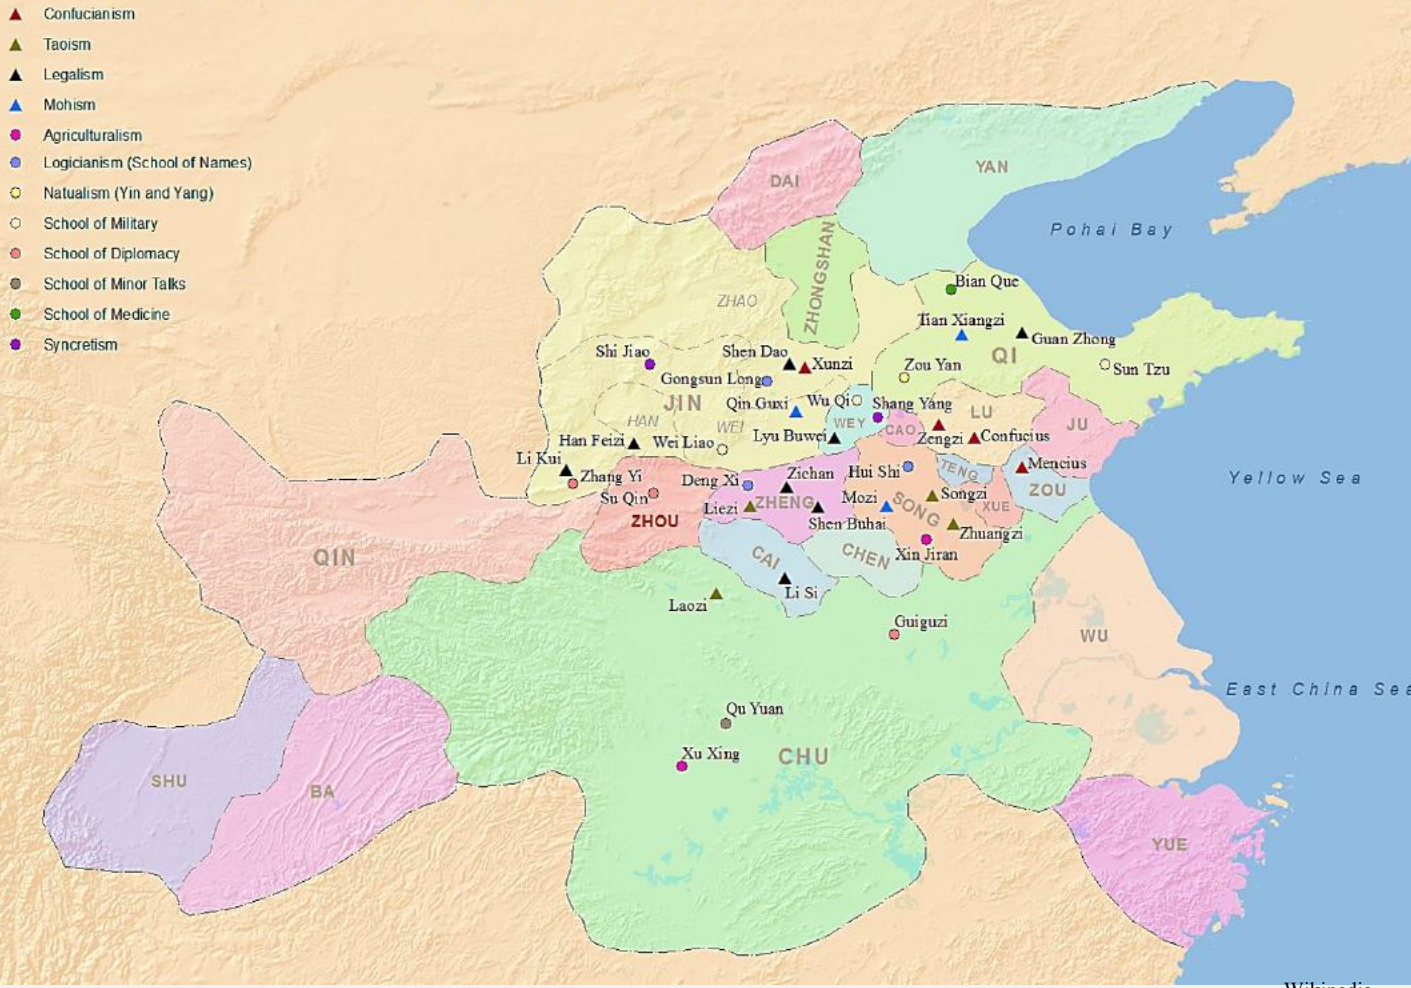 Confucianism
Taoism
Legalism
Mohism
Agriculturalism
Logicianism (School of Names)
Natualism (Yin and Yang)
School of Military
School of Diplomacy
School of Minor Talks
School of Medicine
Syncretism
YAN
DAI
Pohai Bay
ZHONGSHAN
Bian Que
ZHAO
Tian Xiangzi
Guan Zhong
Shi Jiao
Shen Dao
Xunzi
QI
Zou Yan
Sun Tzu
Gongsun Long
JIN
Qin Guxi
Wu Qi
Shang Yang
LU
HAN
WEI
WEY
CAO
JU
Han Feizi
Wei Liao
Lyu Buwei
Zengzi
Confucius
Li Kui
Zhang Yi
Zichan
Hui Shi
TENG
Mencius
Yellow Sea
Su Qin
Deng Xi
Mozi
Songzi
ZOU
Liezi
ZHENG
SONG
XUE
ZHOU
Shen Buhai
Zhuangzi
QIN
CAI
CHEN
Xin Jiran
Li Si
Laozi
Guiguzi
WU
East China Sea
Qu Yuan
Xu Xing
CHU
SHU
BA
YUE
Wikipedia